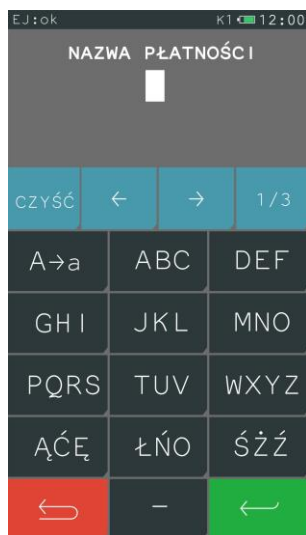 EJ:ok K1 12:00
NAZWA PŁATNOŚCI
CZYŚĆ ← → 1/3
A→a ABC DEF
GHI JKL MNO
PQRS TUV WXYZ
ĄĆĘ ŁŃO ŚŻŹ
–